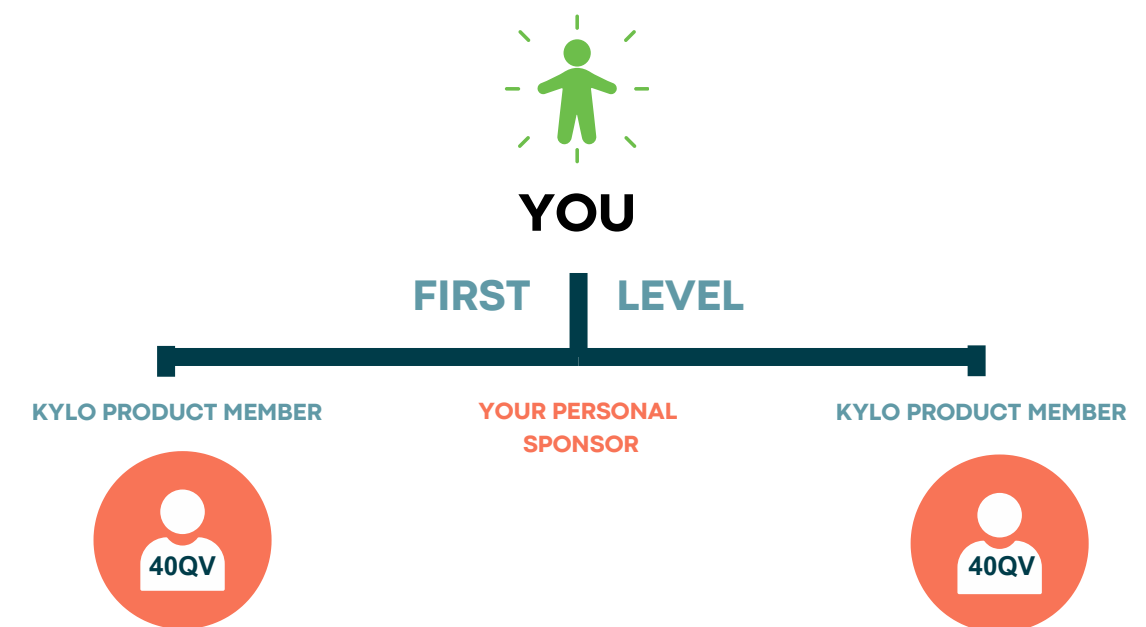 YOU
FIRST LEVEL
KYLO PRODUCT MEMBER
YOUR PERSONAL
SPONSOR
KYLO PRODUCT MEMBER
40QV
40QV